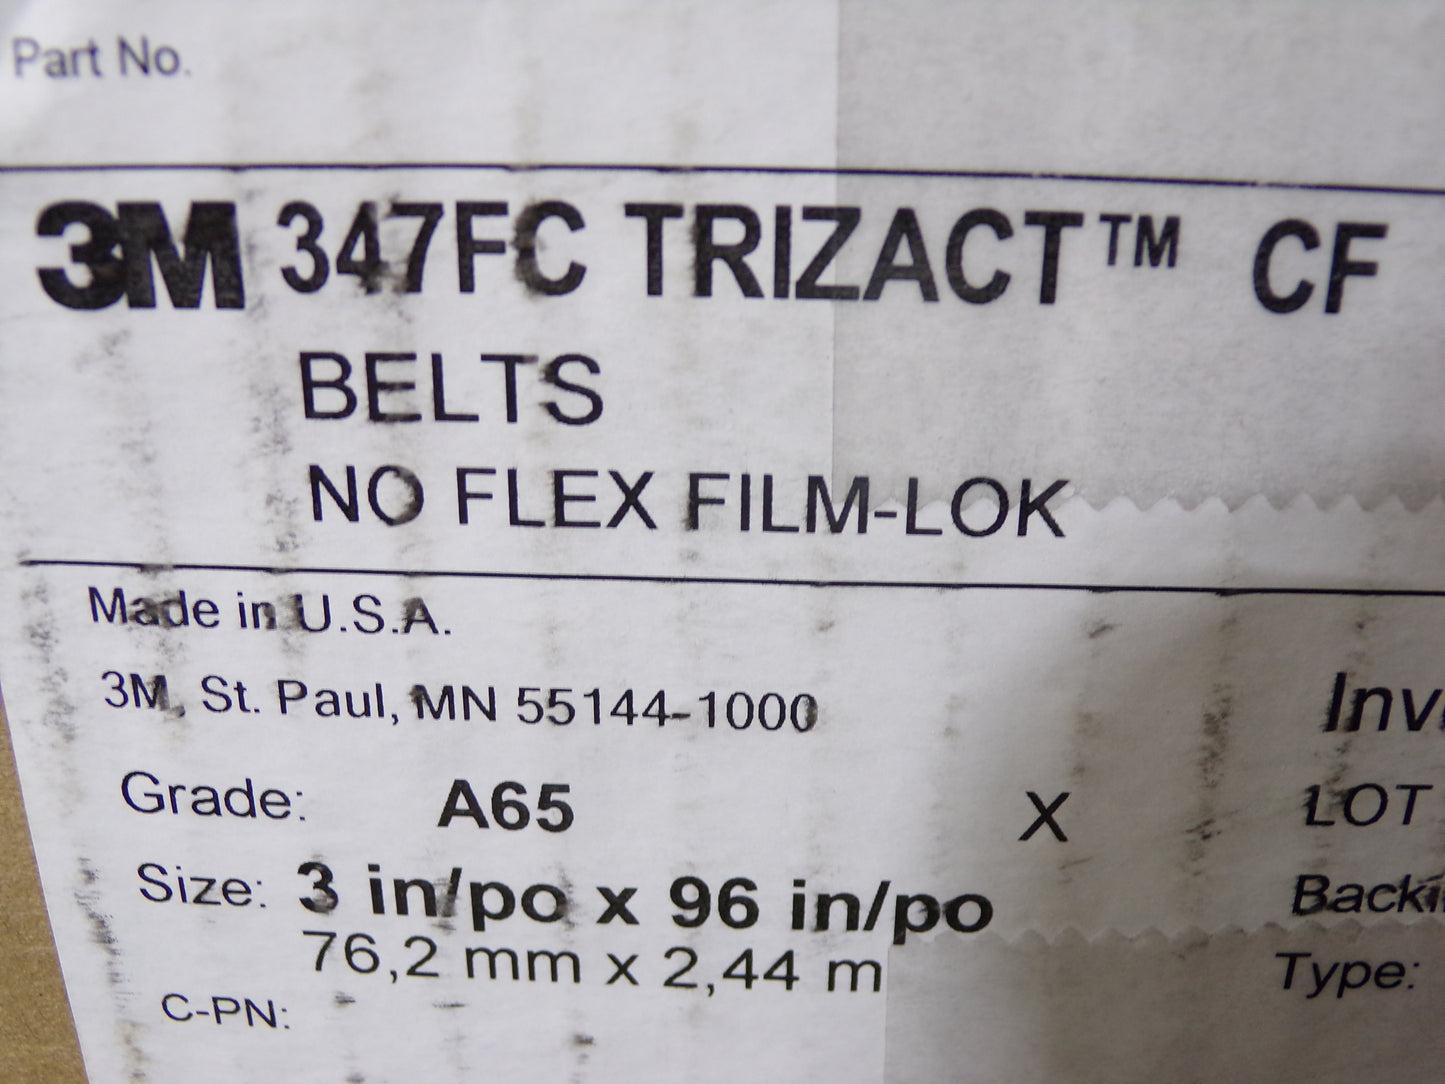 Part No.
3M 347FC TRIZACT™ CF
BELTS
NO FLEX FILM-LOK
Made in U.S.A.
3M, St. Paul, MN 55144-1000
Grade: A65 X LOT
Size: 3 in/po x 96 in/po
76,2 mm x 2,44 m
Type:
C-PN: